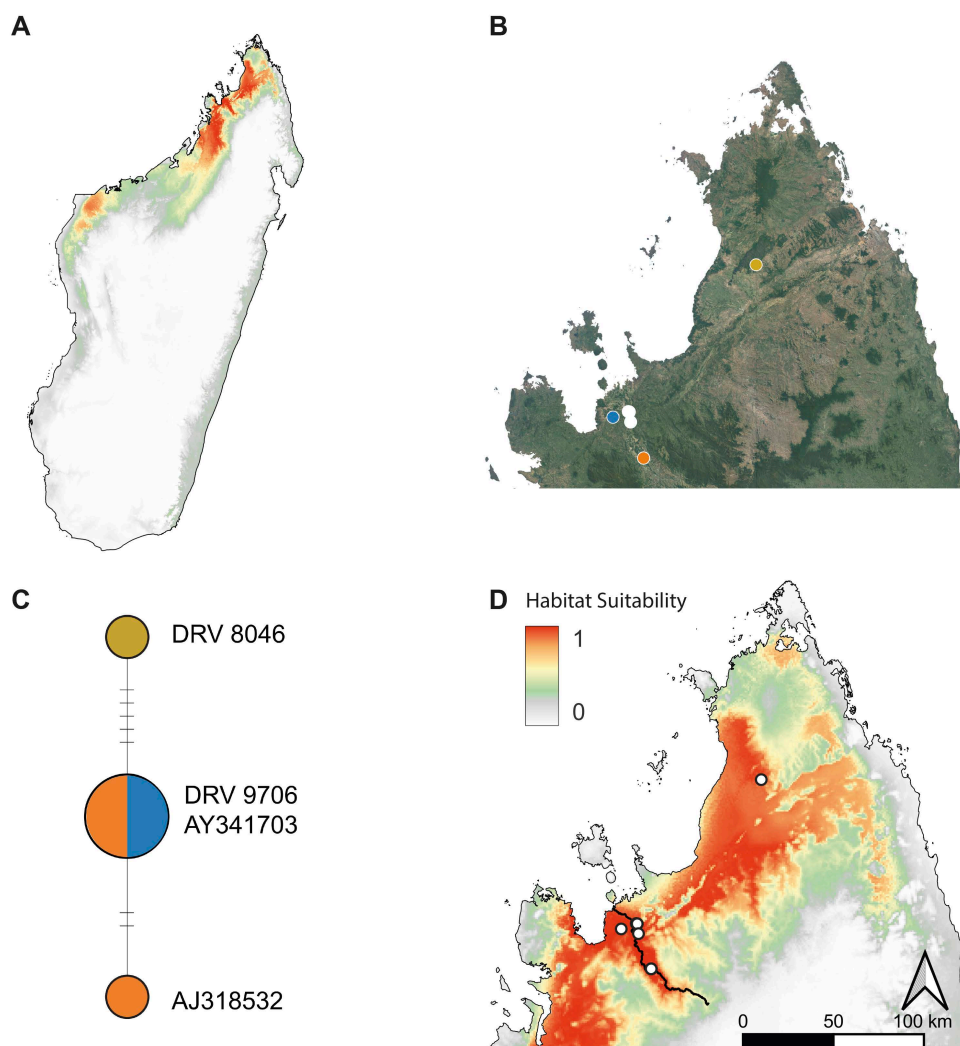 A
B
C
DRV 8046
DRV 9706
AY341703
AJ318532
D
Habitat Suitability
1
0
0 50 100 km